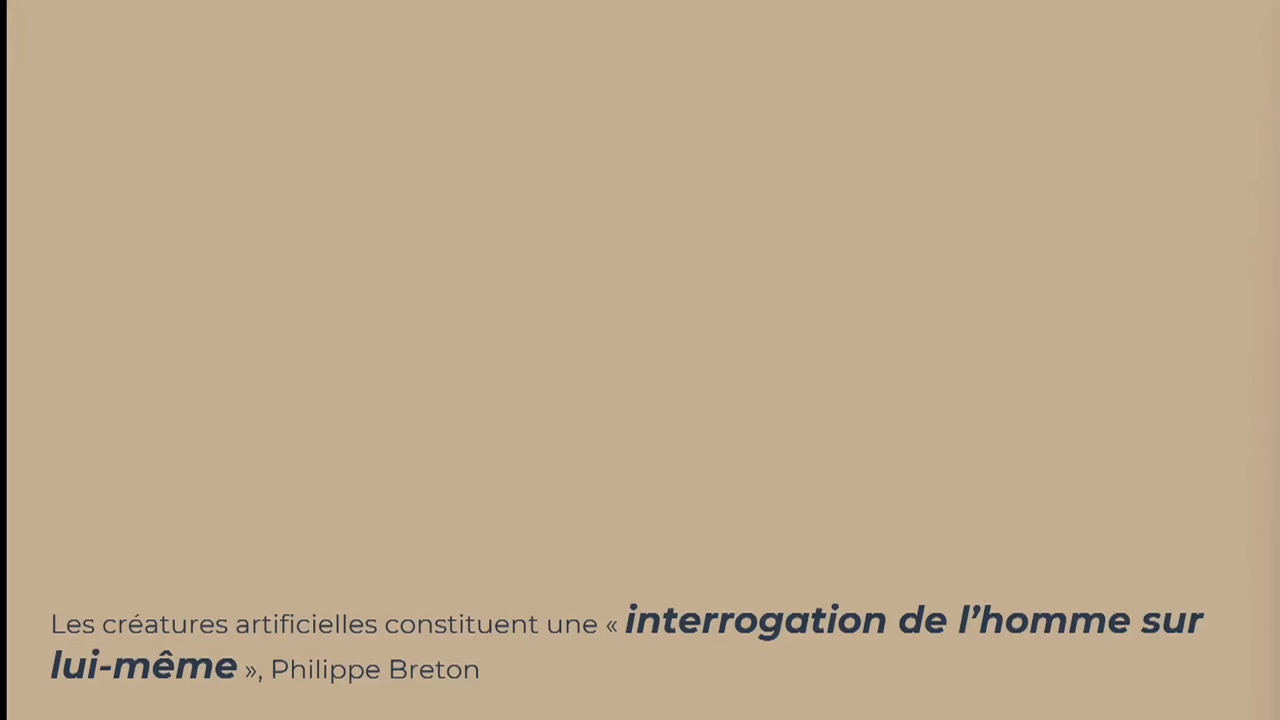 Les créatures artificielles constituent une « interrogation de l’homme sur
lui-même », Philippe Breton